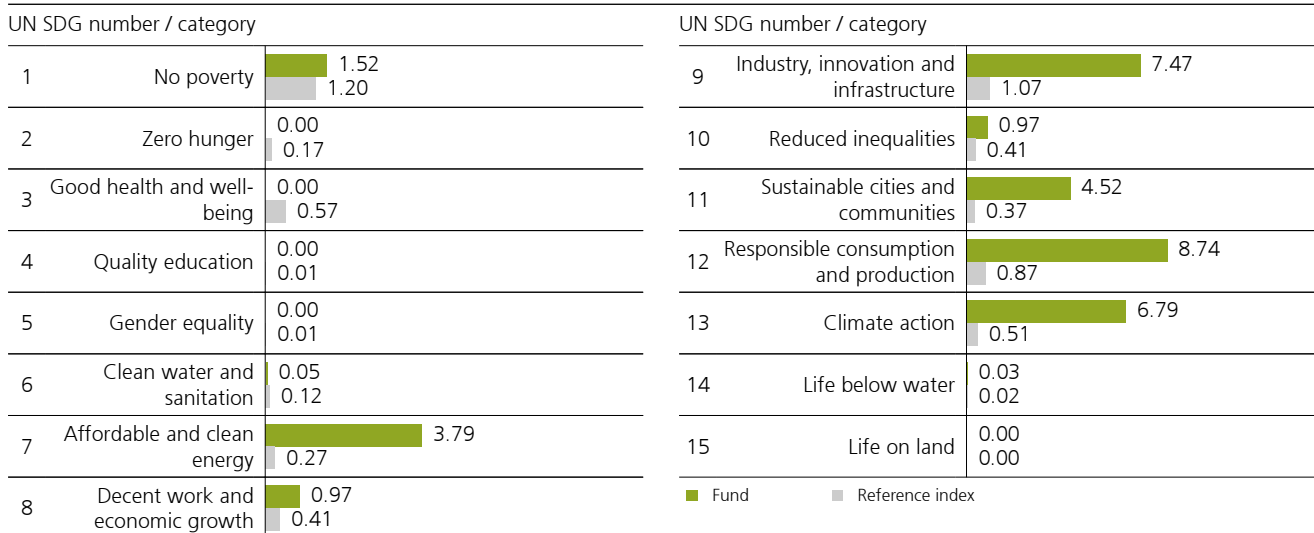 UN SDG number / category
1
No poverty
1.52
1.20
2
Zero hunger
0.00
0.17
3
Good health and well-
being
0.00
0.57
4
Quality education
0.00
0.01
5
Gender equality
0.00
0.01
6
Clean water and
sanitation
0.05
0.12
7
Affordable and clean
energy
3.79
0.27
8
Decent work and
economic growth
0.97
0.41
UN SDG number / category
9
Industry, innovation and
infrastructure
7.47
1.07
10
Reduced inequalities
0.97
0.41
11
Sustainable cities and
communities
4.52
0.37
12
Responsible consumption
and production
8.74
0.87
13
Climate action
6.79
0.51
14
Life below water
0.03
0.02
15
Life on land
0.00
0.00
Fund
Reference index